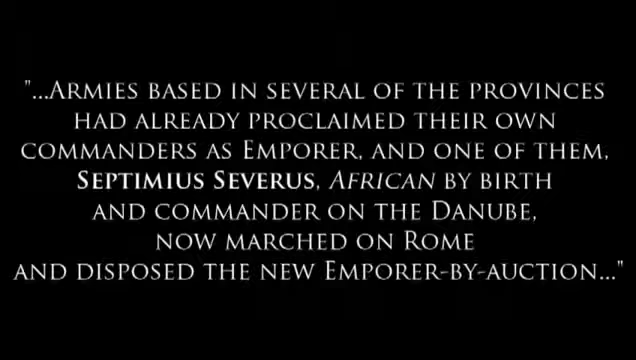 "...Armies based in several of the provinces
had already proclaimed their own
commanders as Emporer, and one of them,
Septimius Severus, African by birth
and commander on the Danube,
now marched on Rome
and disposed the new Emporer-by-auction..."